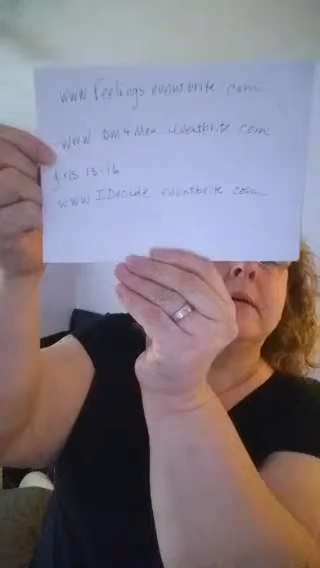 www Feelings eventbrite com
www DM4Men eventbrite com
girls 13-16
www IDecide eventbrite com